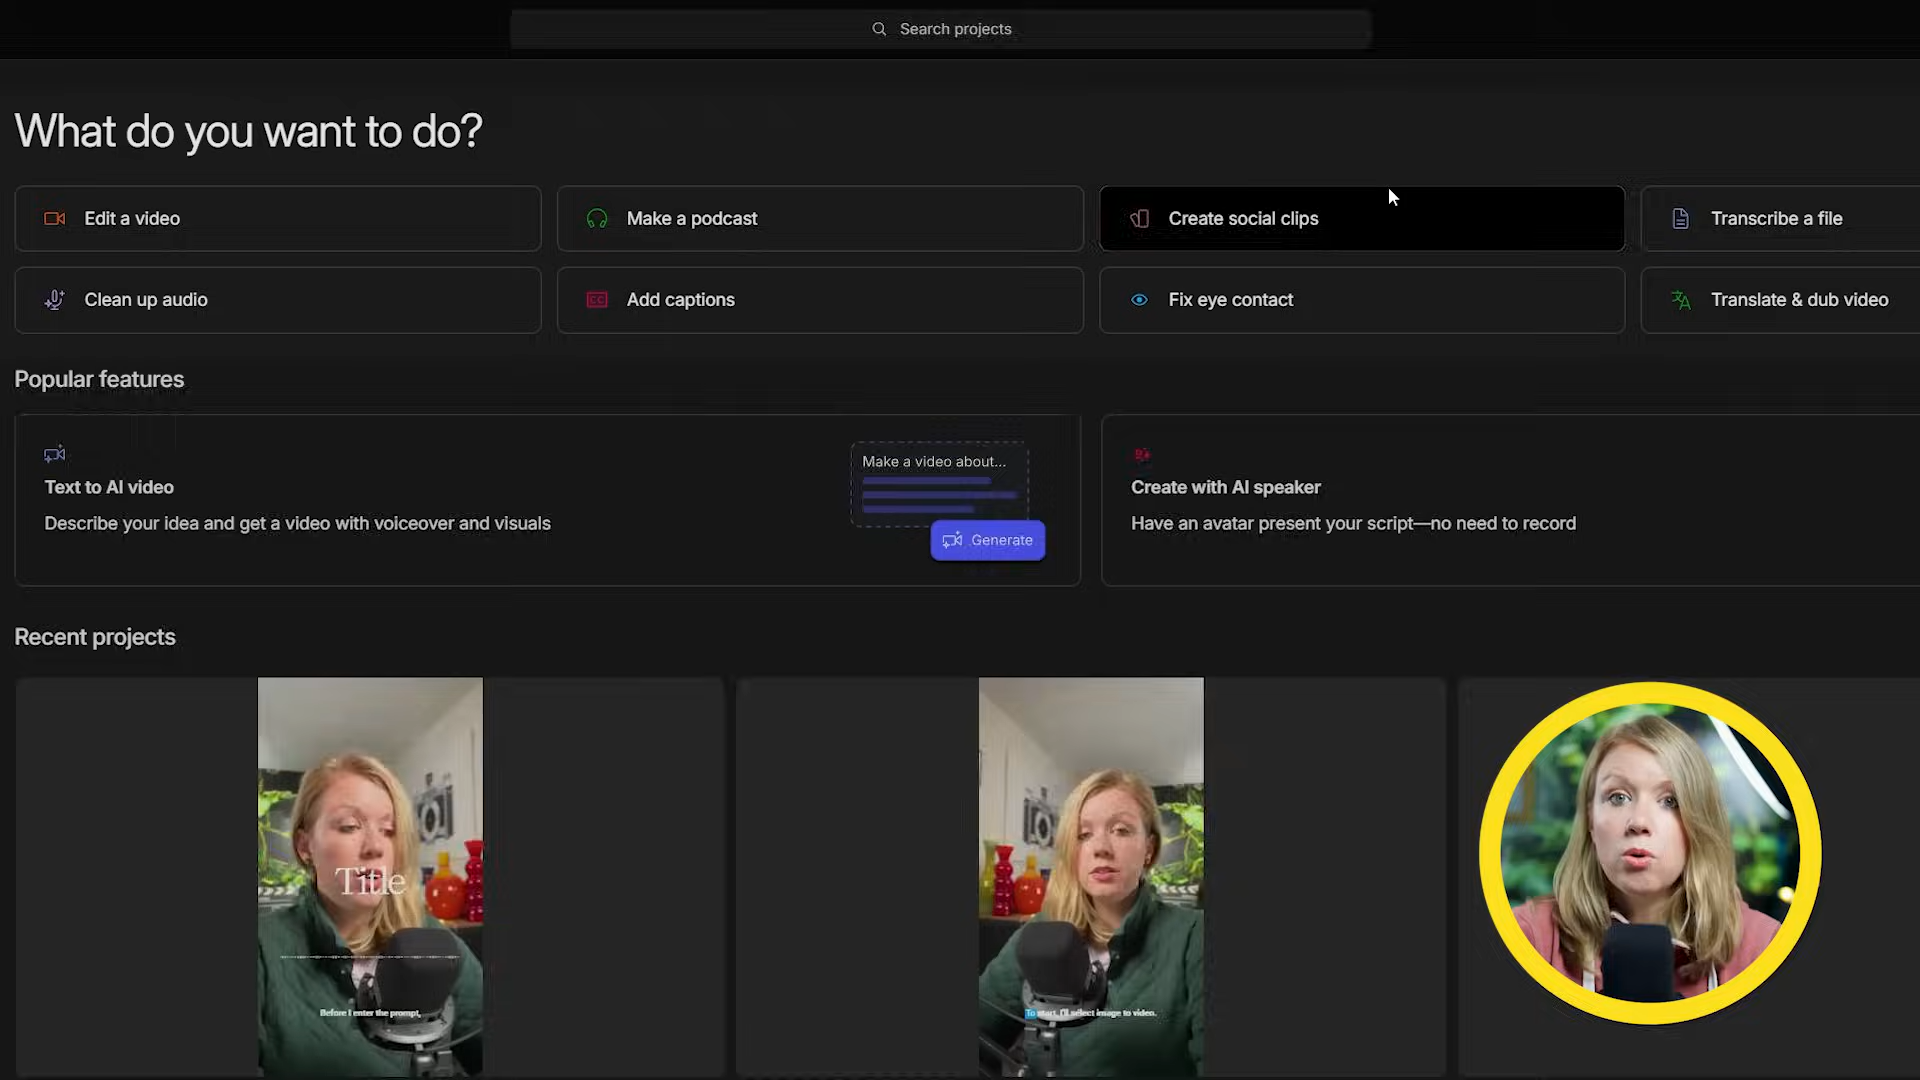 Search projects
What do you want to do?
Edit a video
Make a podcast
Create social clips
Transcribe a file
Clean up audio
CC
Add captions
Fix eye contact
Translate & dub video
Popular features
Text to AI video
Describe your idea and get a video with voiceover and visuals
Make a video about...
Generate
Create with AI speaker
Have an avatar present your script—no need to record
Recent projects
Title
Before I enter the prompt,
To start, I'll select image to video.